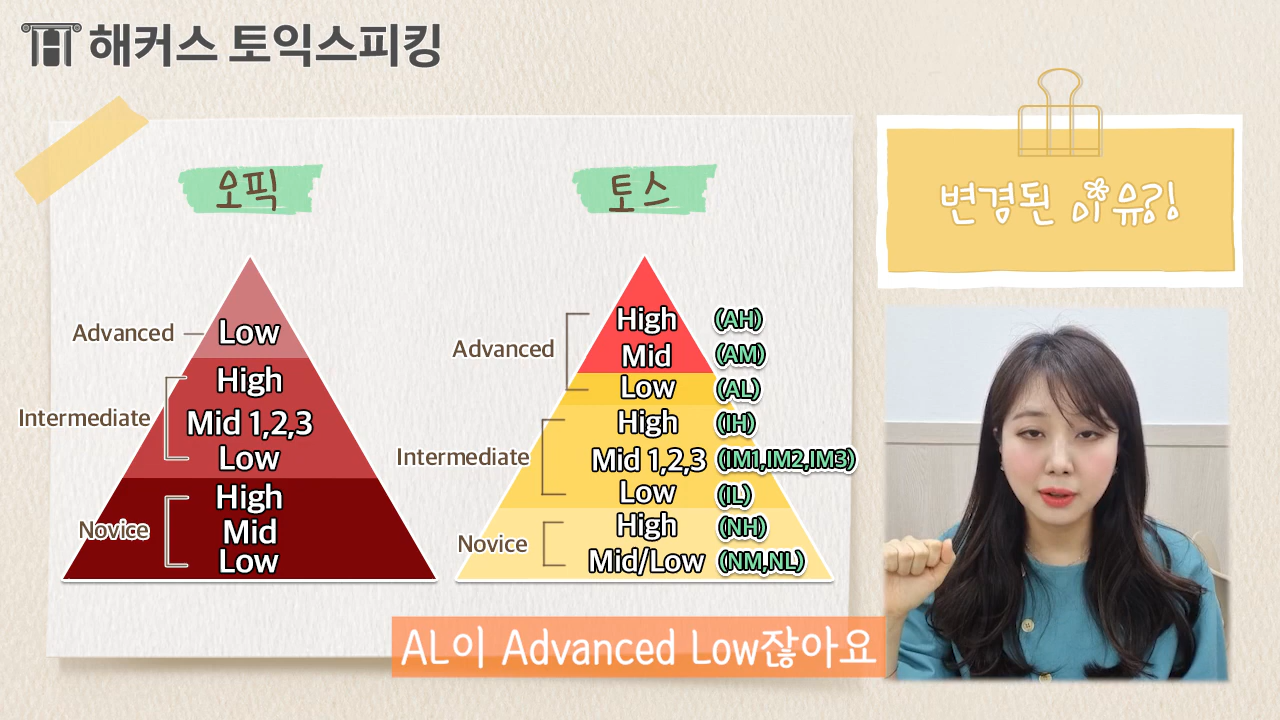 해커스 토익스피킹
오픽
Advanced
Low
Intermediate
High
Mid 1,2,3
Low
Novice
High
Mid
Low
토스
Advanced
High (AH)
Mid (AM)
Low (AL)
Intermediate
High (IH)
Mid 1,2,3 (IM1,IM2,IM3)
Low (IL)
Novice
High (NH)
Mid/Low (NM,NL)
변경된 이유
AL이 Advanced Low잖아요